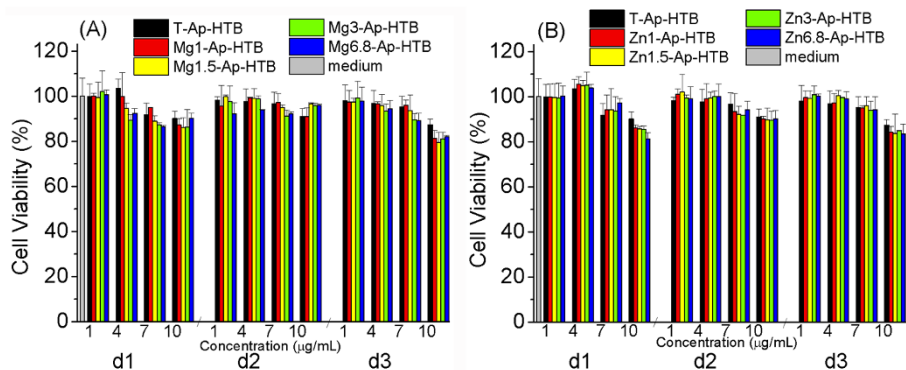 (A)
T-Ap-HTB
Mg3-Ap-HTB
Mg1-Ap-HTB
Mg6.8-Ap-HTB
Mg1.5-Ap-HTB
medium
Cell Viability (%)
120
100
80
60
40
20
0
1 4 7 10 1 4 7 10 1 4 7 10
Concentration (μg/mL)
d1 d2 d3
(B)
T-Ap-HTB
Zn3-Ap-HTB
Zn1-Ap-HTB
Zn6.8-Ap-HTB
Zn1.5-Ap-HTB
medium
Cell Viability (%)
120
100
80
60
40
20
0
1 4 7 10 1 4 7 10 1 4 7 10
Concentration (μg/mL)
d1 d2 d3